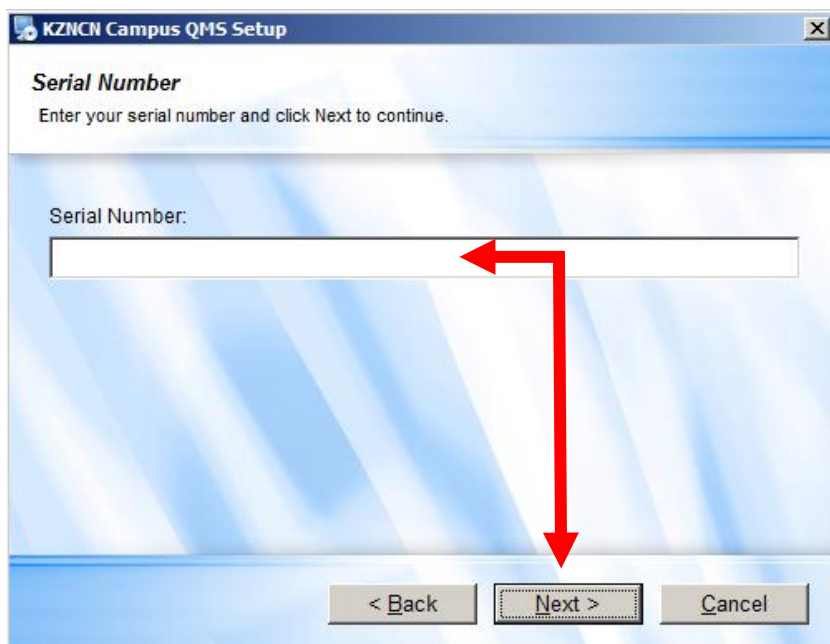 KZNCN Campus QMS Setup
Serial Number
Enter your serial number and click Next to continue.
Serial Number:
< Back Next > Cancel